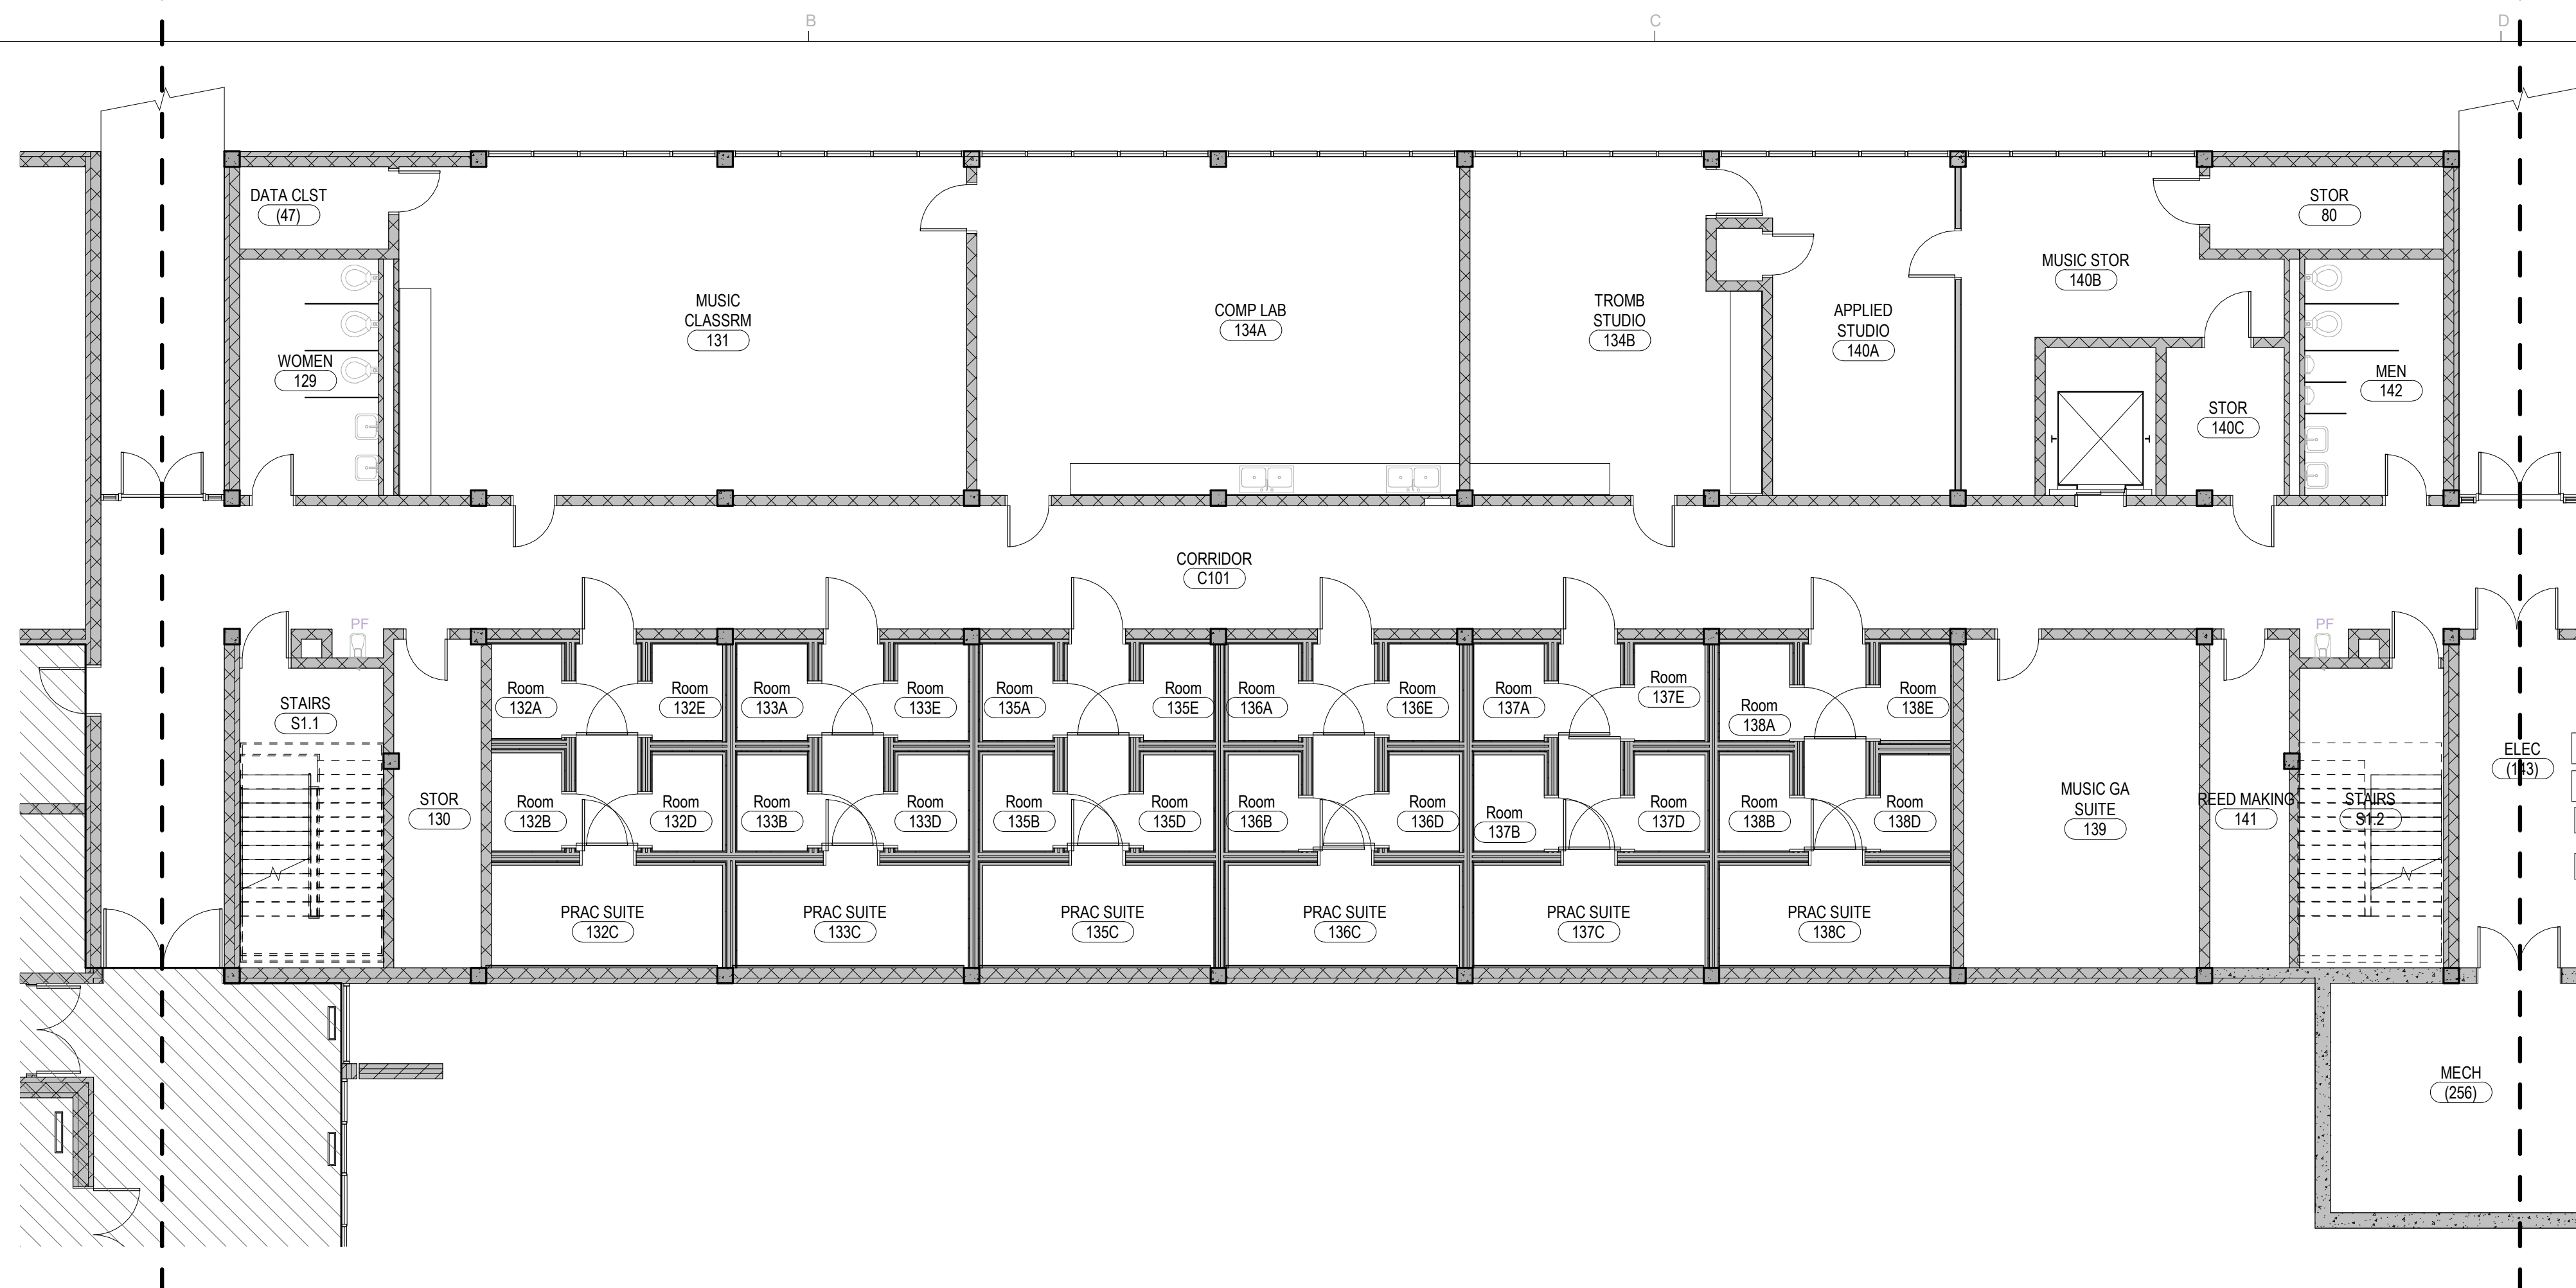 B
C
D
DATA CLST
(47)
STOR
80
MUSIC STOR
140B
MUSIC
CLASSRM
131
COMP LAB
134A
TROMB
STUDIO
134B
APPLIED
STUDIO
140A
WOMEN
129
MEN
142
STOR
140C
CORRIDOR
C101
PF
PF
STAIRS
S1.1
Room
132A
Room
132E
Room
133A
Room
133E
Room
135A
Room
135E
Room
136A
Room
136E
Room
137A
Room
137E
Room
138A
Room
138E
ELEC
(143)
STOR
130
Room
132B
Room
132D
Room
133B
Room
133D
Room
135B
Room
135D
Room
136B
Room
136D
Room
137B
Room
137D
Room
138B
Room
138D
MUSIC GA
SUITE
139
REED MAKING
141
STAIRS
S1.2
PRAC SUITE
132C
PRAC SUITE
133C
PRAC SUITE
135C
PRAC SUITE
136C
PRAC SUITE
137C
PRAC SUITE
138C
MECH
(256)